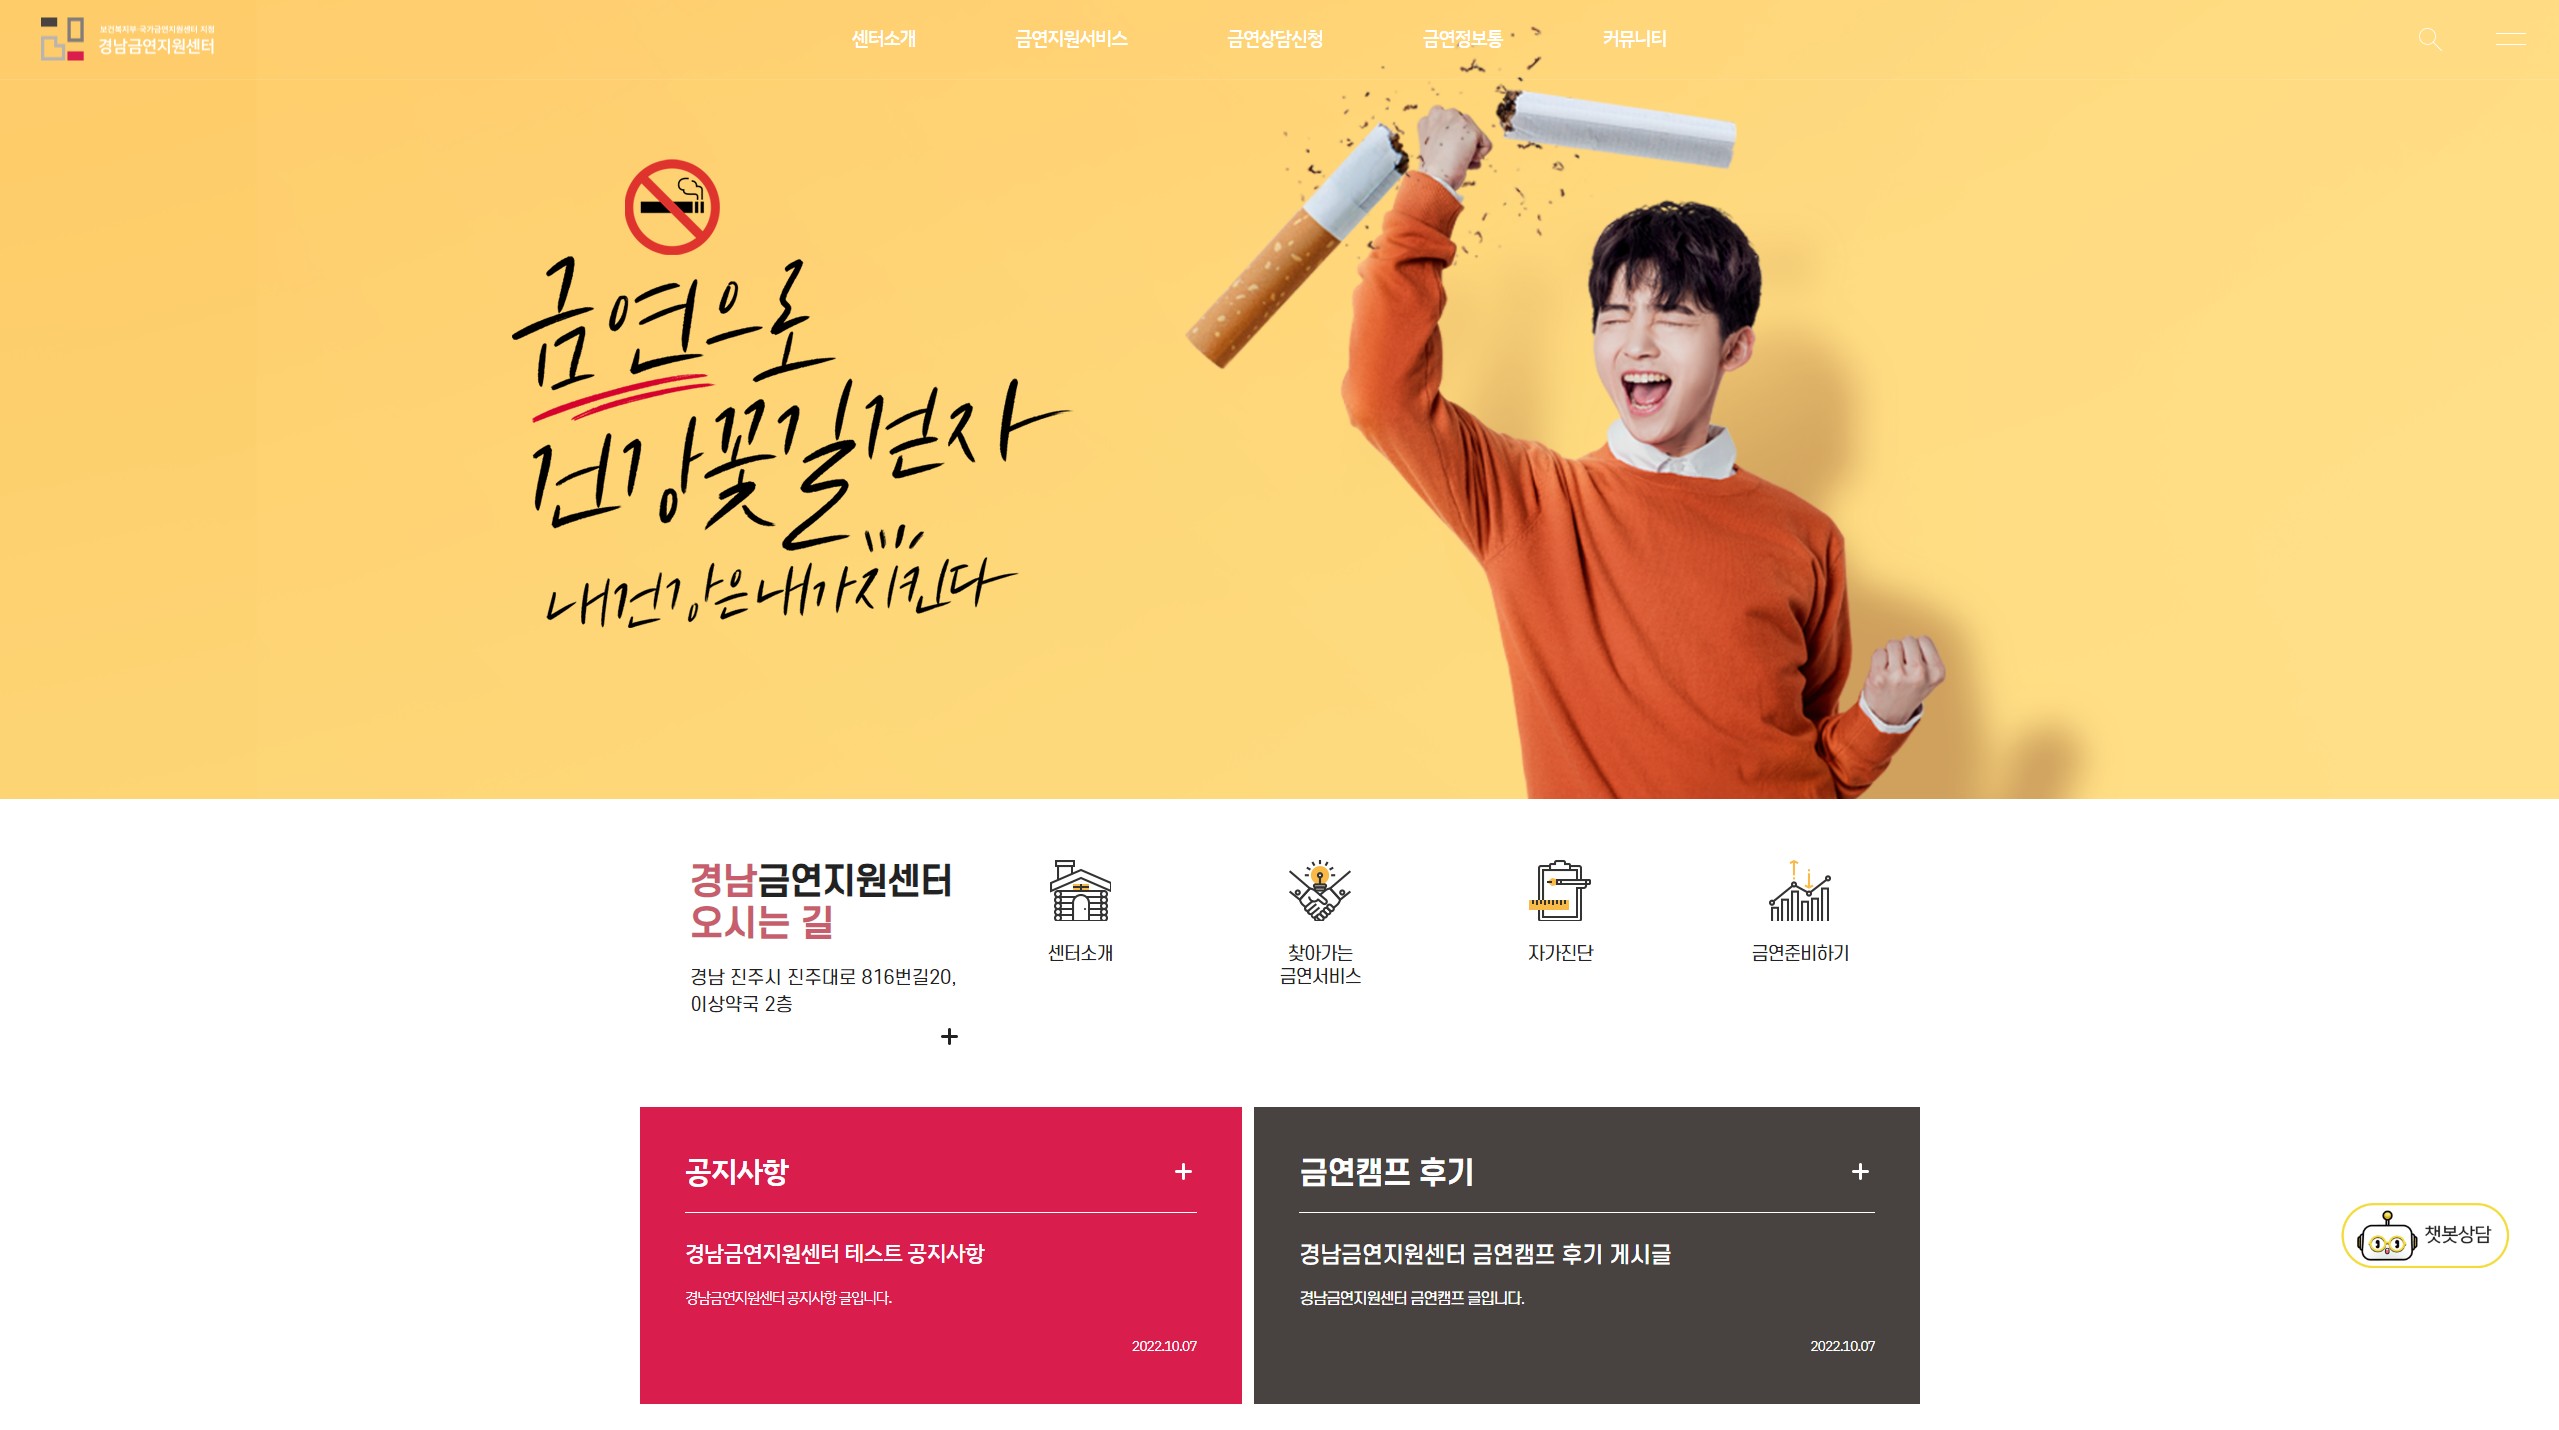 보건복지부·국가금연지원센터 지정
경남금연지원센터
센터소개
금연지원서비스
금연상담신청
금연정보통
커뮤니티
금연으로
건강꽃길걷자
내건강은내가지킨다
경남금연지원센터
오시는 길
경남 진주시 진주대로 816번길20,
이상약국 2층
센터소개
찾아가는
금연서비스
자가진단
금연준비하기
공지사항
경남금연지원센터 테스트 공지사항
경남금연지원센터 공지사항 글입니다.
2022.10.07
금연캠프 후기
경남금연지원센터 금연캠프 후기 게시글
경남금연지원센터 금연캠프 글입니다.
2022.10.07
챗봇상담